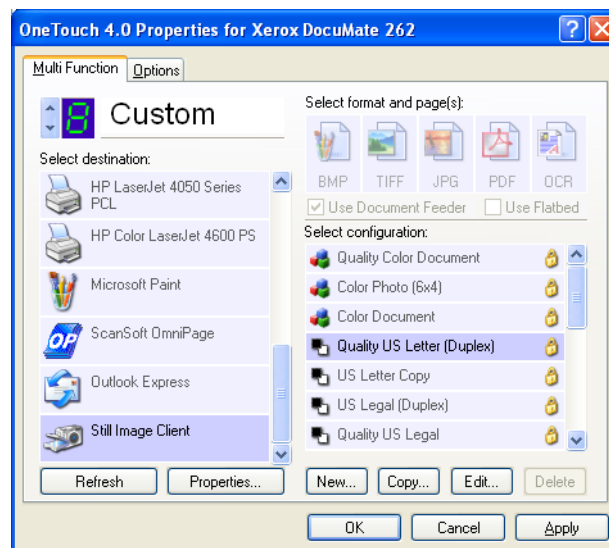 OneTouch 4.0 Properties for Xerox DocuMate 262
Multi Function
Options
8
Custom
Select destination:
HP LaserJet 4050 Series
PCL
HP Color LaserJet 4600 PS
Microsoft Paint
ScanSoft OmniPage
Outlook Express
Still Image Client
Refresh
Properties...
Select format and page(s):
BMP TIFF JPG PDF OCR
Use Document Feeder Use Flatbed
Select configuration:
Quality Color Document
Color Photo (6x4)
Color Document
Quality US Letter (Duplex)
US Letter Copy
US Legal (Duplex)
Quality US Legal
New... Copy... Edit... Delete
OK Cancel Apply